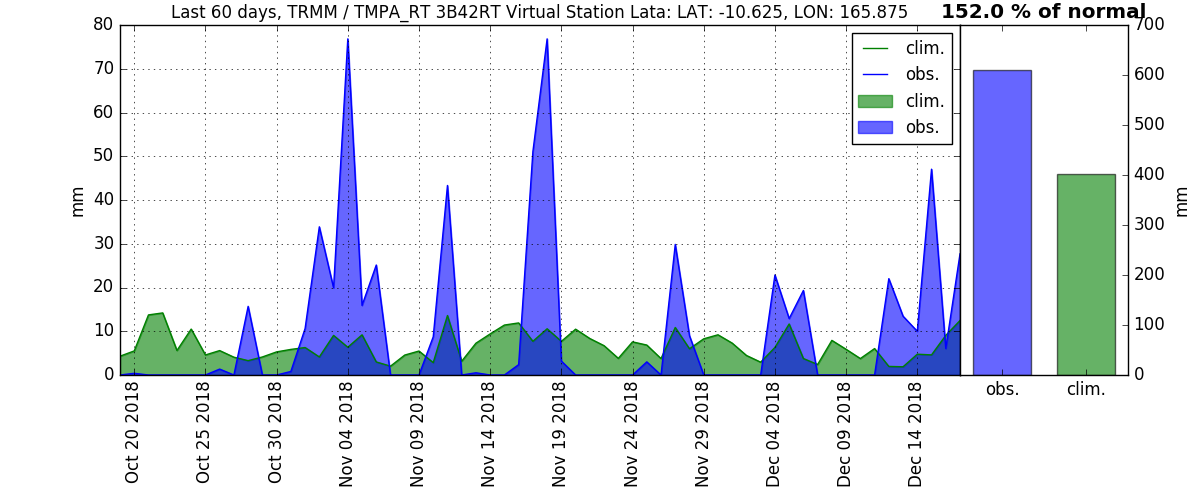 Last 60 days, TRMM / TMPA_RT 3B42RT Virtual Station Lata: LAT: -10.625, LON: 165.875
152.0 % of normal
80
70
60
50
40
30
20
10
0
mm
clim.
obs.
clim.
obs.
Oct 20 2018
Oct 25 2018
Oct 30 2018
Nov 04 2018
Nov 09 2018
Nov 14 2018
Nov 19 2018
Nov 24 2018
Nov 29 2018
Dec 04 2018
Dec 09 2018
Dec 14 2018
700
600
500
400
300
200
100
0
mm
obs.
clim.